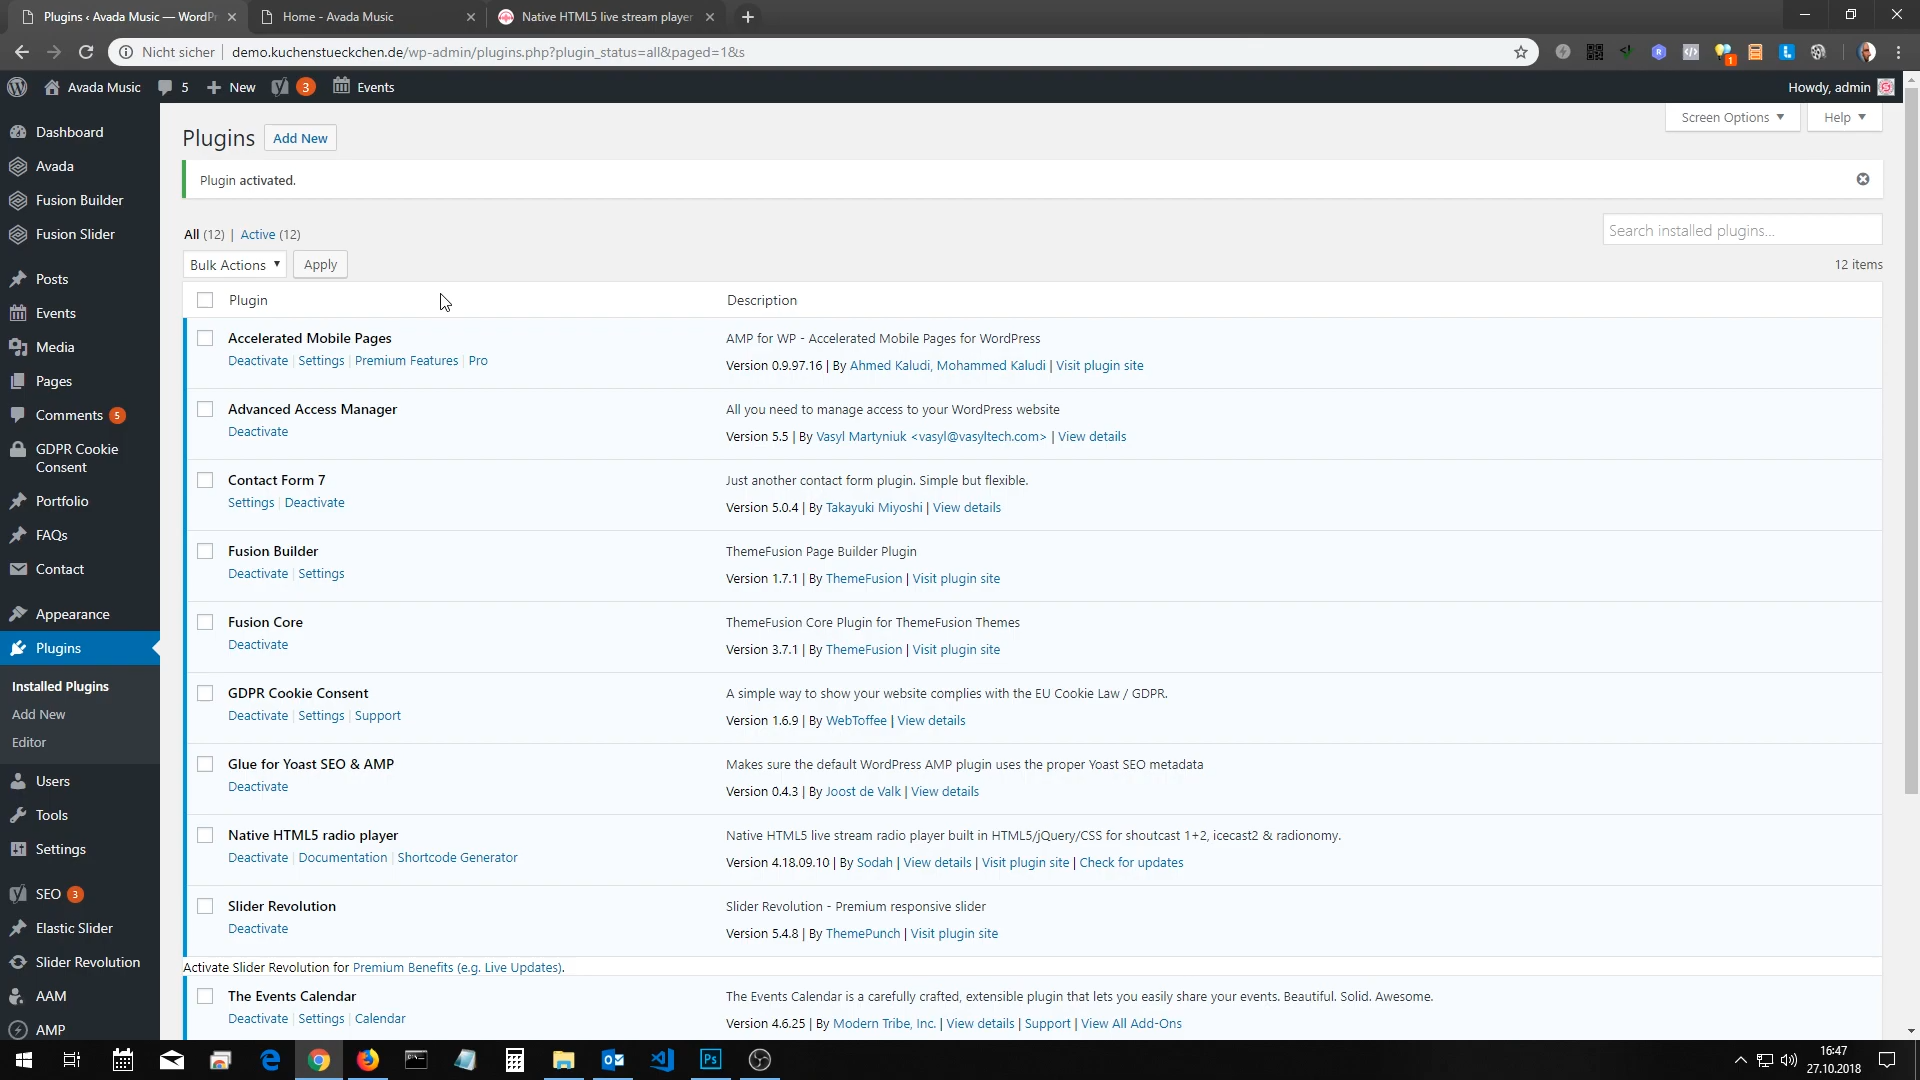 Plugins ‹ Avada Music — WordPr
Home - Avada Music
Native HTML5 live stream player
Nicht sicher
demo.kuchenstueckchen.de/wp-admin/plugins.php?plugin_status=all&paged=1&s
1
Avada Music
5
New
3
Events
Howdy, admin
Dashboard
Avada
Fusion Builder
Fusion Slider
Posts
Events
Media
Pages
Comments 5
GDPR Cookie
Consent
Portfolio
FAQs
Contact
Appearance
Plugins
Installed Plugins
Add New
Editor
Users
Tools
Settings
SEO 3
Elastic Slider
Slider Revolution
AAM
AMP
Screen Options
Help
Plugins
Add New
Plugin activated.
All (12) | Active (12)
Search installed plugins...
Bulk Actions
Apply
12 items
Plugin
Description
Accelerated Mobile Pages
Deactivate | Settings | Premium Features | Pro
AMP for WP - Accelerated Mobile Pages for WordPress
Version 0.9.97.16 | By Ahmed Kaludi, Mohammed Kaludi | Visit plugin site
Advanced Access Manager
Deactivate
All you need to manage access to your WordPress website
Version 5.5 | By Vasyl Martyniuk <vasyl@vasyltech.com> | View details
Contact Form 7
Settings | Deactivate
Just another contact form plugin. Simple but flexible.
Version 5.0.4 | By Takayuki Miyoshi | View details
Fusion Builder
Deactivate | Settings
ThemeFusion Page Builder Plugin
Version 1.7.1 | By ThemeFusion | Visit plugin site
Fusion Core
Deactivate
ThemeFusion Core Plugin for ThemeFusion Themes
Version 3.7.1 | By ThemeFusion | Visit plugin site
GDPR Cookie Consent
Deactivate | Settings | Support
A simple way to show your website complies with the EU Cookie Law / GDPR.
Version 1.6.9 | By WebToffee | View details
Glue for Yoast SEO & AMP
Deactivate
Makes sure the default WordPress AMP plugin uses the proper Yoast SEO metadata
Version 0.4.3 | By Joost de Valk | View details
Native HTML5 radio player
Deactivate | Documentation | Shortcode Generator
Native HTML5 live stream radio player built in HTML5/jQuery/CSS for shoutcast 1+2, icecast2 & radionomy.
Version 4.18.09.10 | By Sodah | View details | Visit plugin site | Check for updates
Slider Revolution
Deactivate
Slider Revolution - Premium responsive slider
Version 5.4.8 | By ThemePunch | Visit plugin site
Activate Slider Revolution for Premium Benefits (e.g. Live Updates).
The Events Calendar
Deactivate | Settings | Calendar
The Events Calendar is a carefully crafted, extensible plugin that lets you easily share your events. Beautiful. Solid. Awesome.
Version 4.6.25 | By Modern Tribe, Inc. | View details | Support | View All Add-Ons
Ps
16:47
27.10.2018